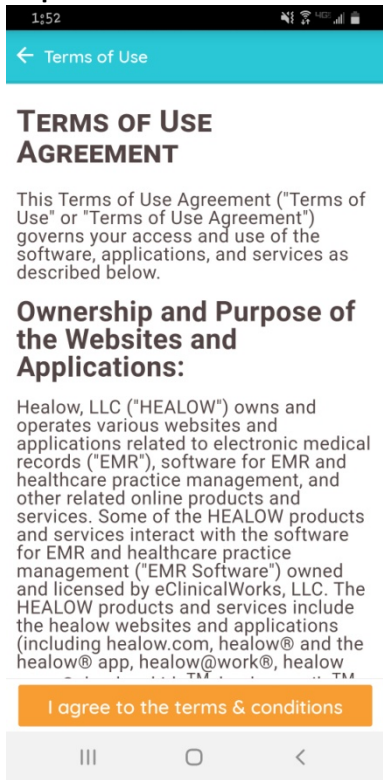 1:52
4G
Terms of Use
TERMS OF USE
AGREEMENT
This Terms of Use Agreement ("Terms of
Use" or "Terms of Use Agreement")
governs your access and use of the
software, applications, and services as
described below.
Ownership and Purpose of
the Websites and
Applications:
Healow, LLC ("HEALOW") owns and
operates various websites and
applications related to electronic medical
records ("EMR"), software for EMR and
healthcare practice management, and
other related online products and
services. Some of the HEALOW products
and services interact with the software
for EMR and healthcare practice
management ("EMR Software") owned
and licensed by eClinicalWorks, LLC. The
HEALOW products and services include
the healow websites and applications
(including healow.com, healow® and the
healow® app, healow@work®, healow
I agree to the terms & conditions